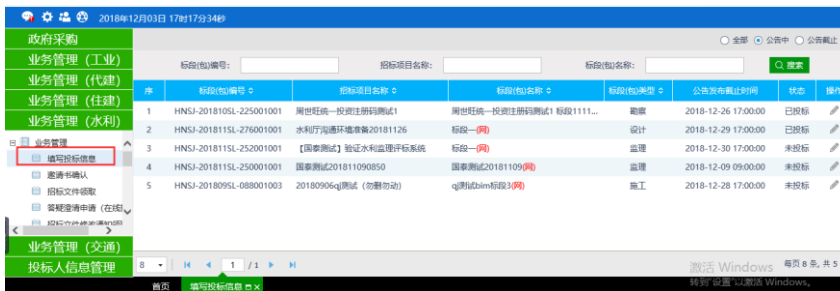 2018年12月03日 17时17分34秒
政府采购
业务管理（工业）
业务管理（代建）
业务管理（住建）
业务管理（水利）
业务管理
填写投标信息
邀请书确认
招标文件领取
答疑澄清申请（在线
招标文件修改通知回
业务管理（交通）
投标人信息管理
全部 公告中 公告截止
标段(包)编号: 招标项目名称: 标段(包)名称: 搜索
序 标段(包)编号 招标项目名称 标段(包)名称 标段(包)类型 公告发布截止时间 状态 操作
1 HNSJ-201810SL-225001001 周世旺统一投资注册码测试1 周世旺统一投资注册码测试1 标段1111... 勘察 2018-12-26 17:00:00 已投标
2 HNSJ-201811SL-276001001 水利厅沟通环境准备20181126 标段一(网) 设计 2018-12-29 17:00:00 已投标
3 HNSJ-201811SL-252001001 【国泰测试】验证水利监理评标系统 标段一(网) 监理 2018-12-30 17:00:00 未投标
4 HNSJ-201811SL-250001001 国泰测试201811090850 国泰测试20181109(网) 监理 2018-12-09 09:00:00 未投标
5 HNSJ-201809SL-088001003 20180906qj测试（勿删勿动） qj测试bim标段3(网) 施工 2018-12-28 17:00:00 未投标
8 1 / 1 每页 8 条, 共 5
激活 Windows
转到"设置"以激活 Windows。
首页 填写投标信息